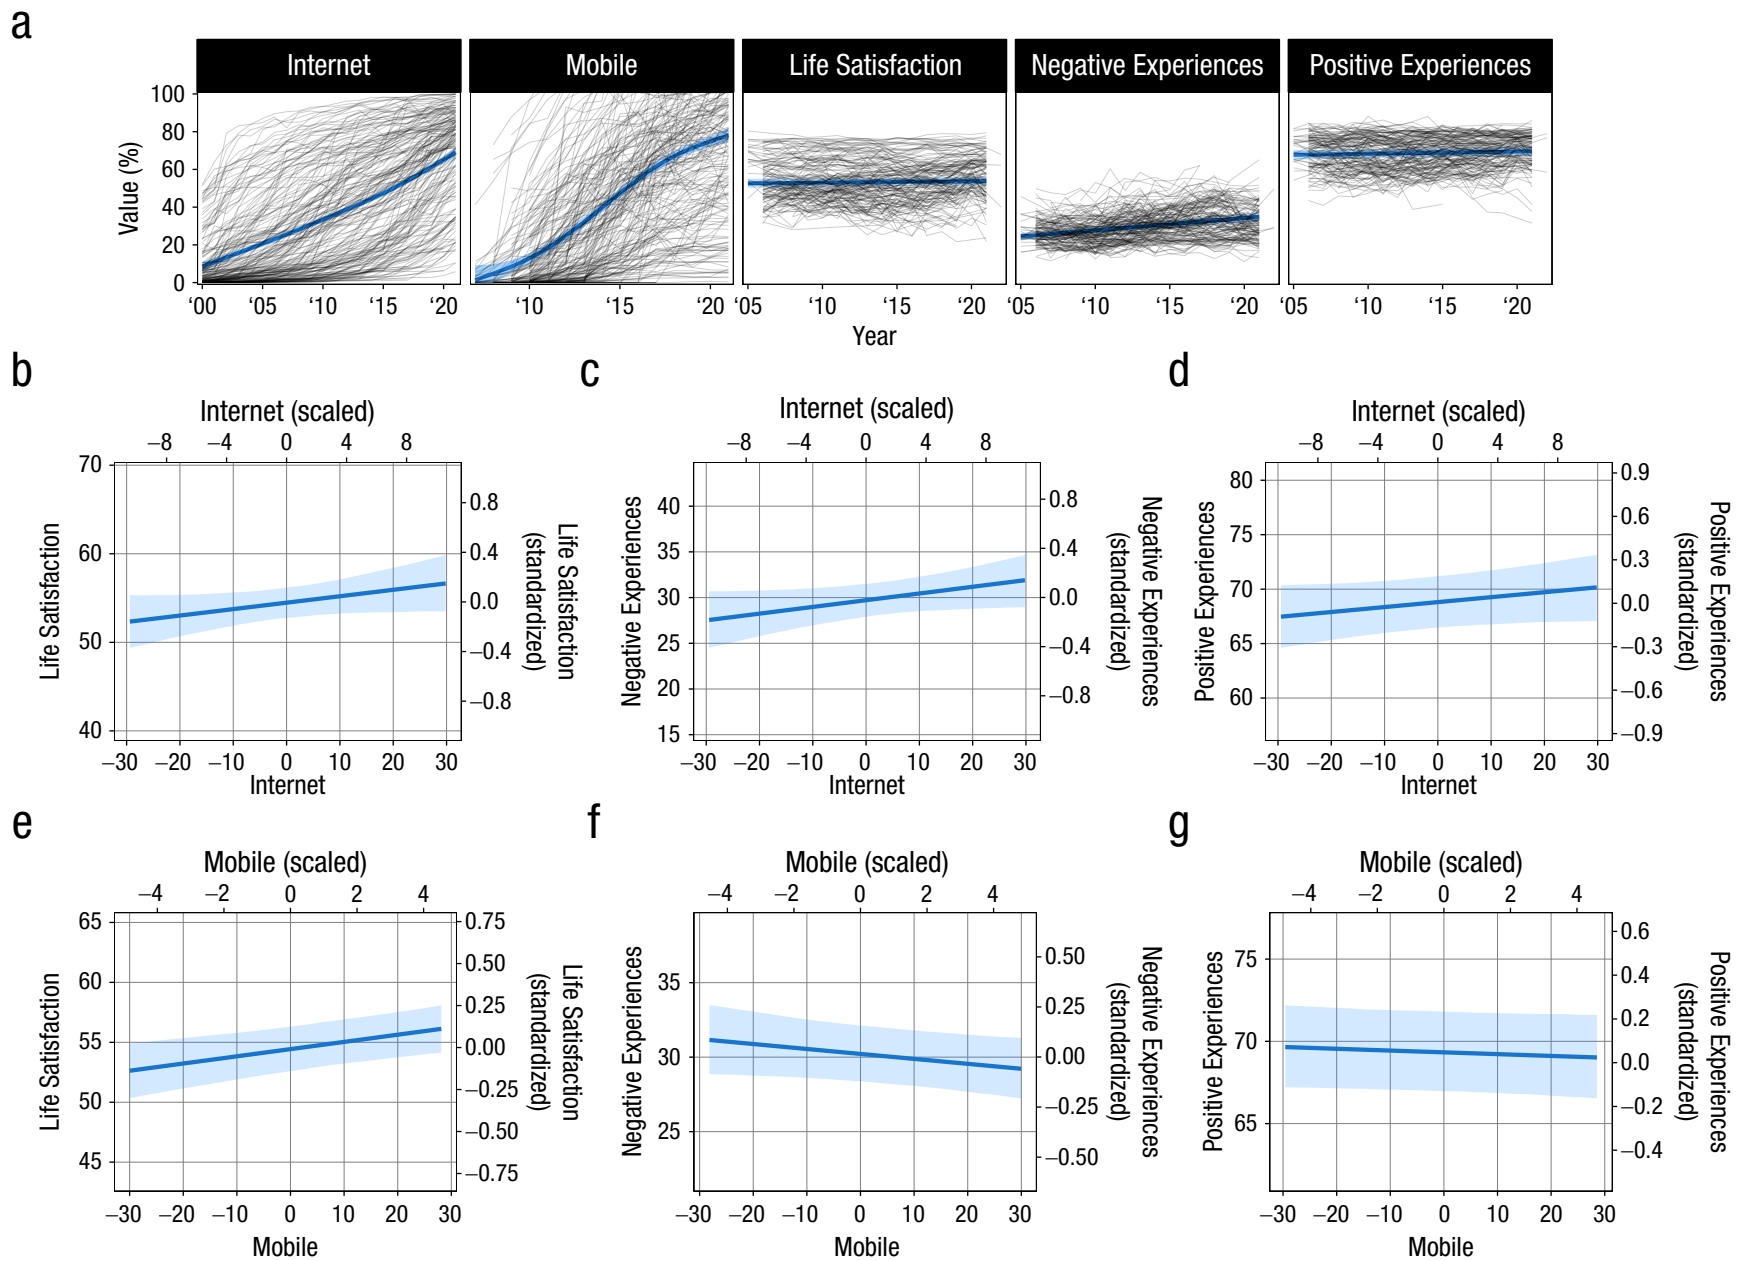 a
Internet Mobile Life Satisfaction Negative Experiences Positive Experiences
Value (%)
100
80
60
40
20
0
‘00 ‘05 ‘10 ‘15 ‘20 ‘10 ‘15 ‘20 ‘05 ‘10 ‘15 ‘20 ‘05 ‘10 ‘15 ‘20 ‘05 ‘10 ‘15 ‘20
Year
b
Internet (scaled)
−8 −4 0 4 8
Life Satisfaction
70
60
50
40
0.8
0.4
0.0
−0.4
−0.8
Life Satisfaction
(standardized)
−30 −20 −10 0 10 20 30
Internet
c
Internet (scaled)
−8 −4 0 4 8
Negative Experiences
40
35
30
25
20
15
0.8
0.4
0.0
−0.4
−0.8
Negative Experiences
(standardized)
−30 −20 −10 0 10 20 30
Internet
d
Internet (scaled)
−8 −4 0 4 8
Positive Experiences
80
75
70
65
60
0.9
0.6
0.3
0.0
−0.3
−0.6
−0.9
Positive Experiences
(standardized)
−30 −20 −10 0 10 20 30
Internet
e
Mobile (scaled)
−4 −2 0 2 4
Life Satisfaction
65
60
55
50
45
0.75
0.50
0.25
0.00
−0.25
−0.50
−0.75
Life Satisfaction
(standardized)
−30 −20 −10 0 10 20 30
Mobile
f
Mobile (scaled)
−4 −2 0 2 4
Negative Experiences
35
30
25
0.50
0.25
0.00
−0.25
−0.50
Negative Experiences
(standardized)
−30 −20 −10 0 10 20 30
Mobile
g
Mobile (scaled)
−4 −2 0 2 4
Positive Experiences
75
70
65
0.6
0.4
0.2
0.0
−0.2
−0.4
Positive Experiences
(standardized)
−30 −20 −10 0 10 20 30
Mobile